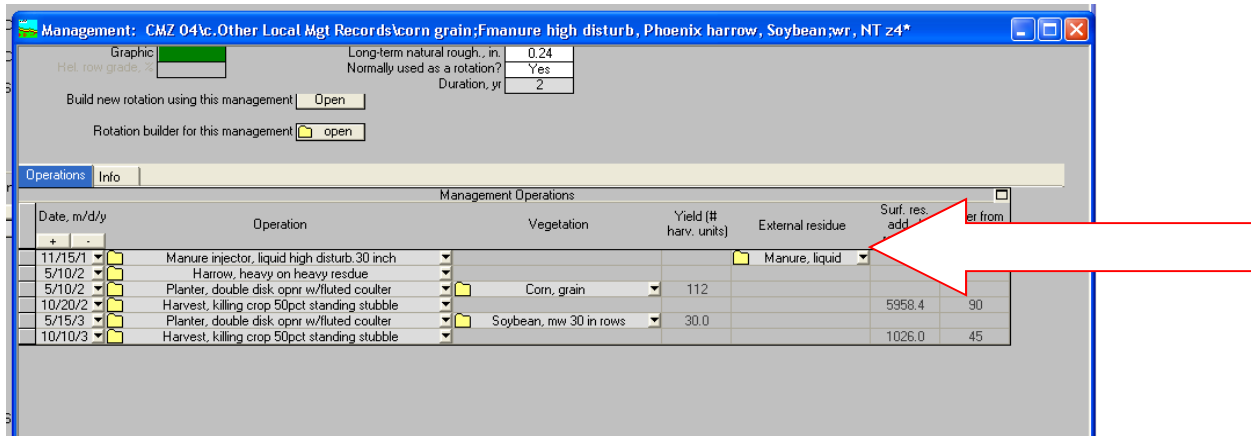 Management: CMZ 04\c.Other Local Mgt Records\corn grain;Fmanure high disturb, Phoenix harrow, Soybean;wr, NT z4*
Graphic Long-term natural rough., in. 0.24
Hel. row grade, % Normally used as a rotation? Yes
Duration, yr 2
Build new rotation using this management Open
Rotation builder for this management open
Operations Info
Management Operations
Date, m/d/y Operation Vegetation Yield (# harv. units) External residue Surf. res. from
+ -
11/15/1 Manure injector, liquid high disturb.30 inch Manure, liquid
5/10/2 Harrow, heavy on heavy resdue
5/10/2 Planter, double disk opnr w/fluted coulter Corn, grain 112
10/20/2 Harvest, killing crop 50pct standing stubble 5958.4 90
5/15/3 Planter, double disk opnr w/fluted coulter Soybean, mw 30 in rows 30.0
10/10/3 Harvest, killing crop 50pct standing stubble 1026.0 45